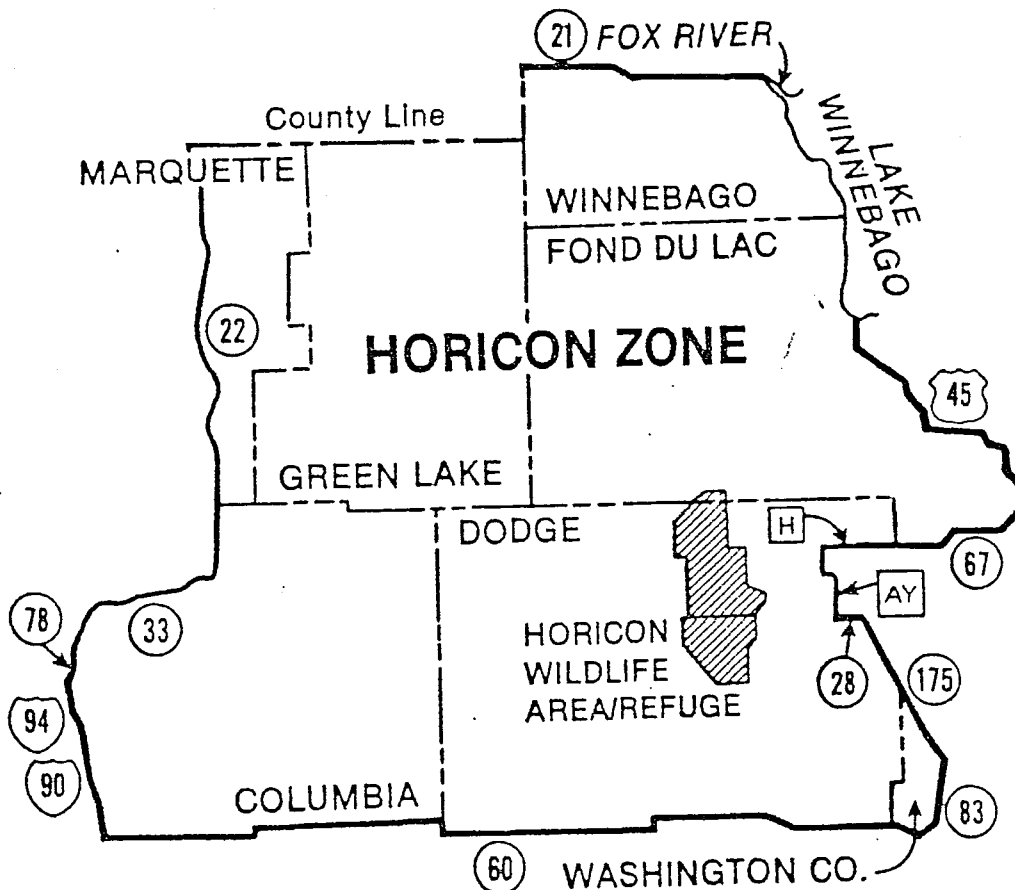 21 FOX RIVER
County Line
MARQUETTE
LAKE
WINNEBAGO
WINNEBAGO
FOND DU LAC
22
HORICON ZONE
45
GREEN LAKE
DODGE
H
67
AY
78
33
HORICON
WILDLIFE
AREA/REFUGE
28
175
94
90
COLUMBIA
83
60
WASHINGTON CO.